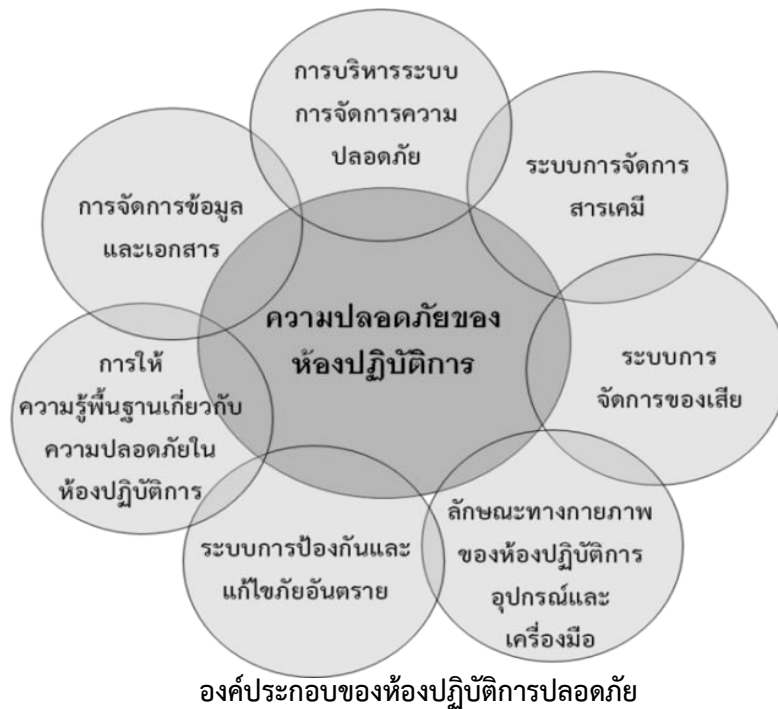 การบริหารระบบ
การจัดการความ
ปลอดภัย
ระบบการจัดการ
สารเคมี
การจัดการข้อมูล
และเอกสาร
ความปลอดภัยของ
ห้องปฏิบัติการ
ระบบการ
จัดการของเสีย
การให้
ความรู้พื้นฐานเกี่ยวกับ
ความปลอดภัยใน
ห้องปฏิบัติการ
ลักษณะทางกายภาพ
ของห้องปฏิบัติการ
อุปกรณ์และ
เครื่องมือ
ระบบการป้องกันและ
แก้ไขภัยอันตราย
องค์ประกอบของห้องปฏิบัติการปลอดภัย